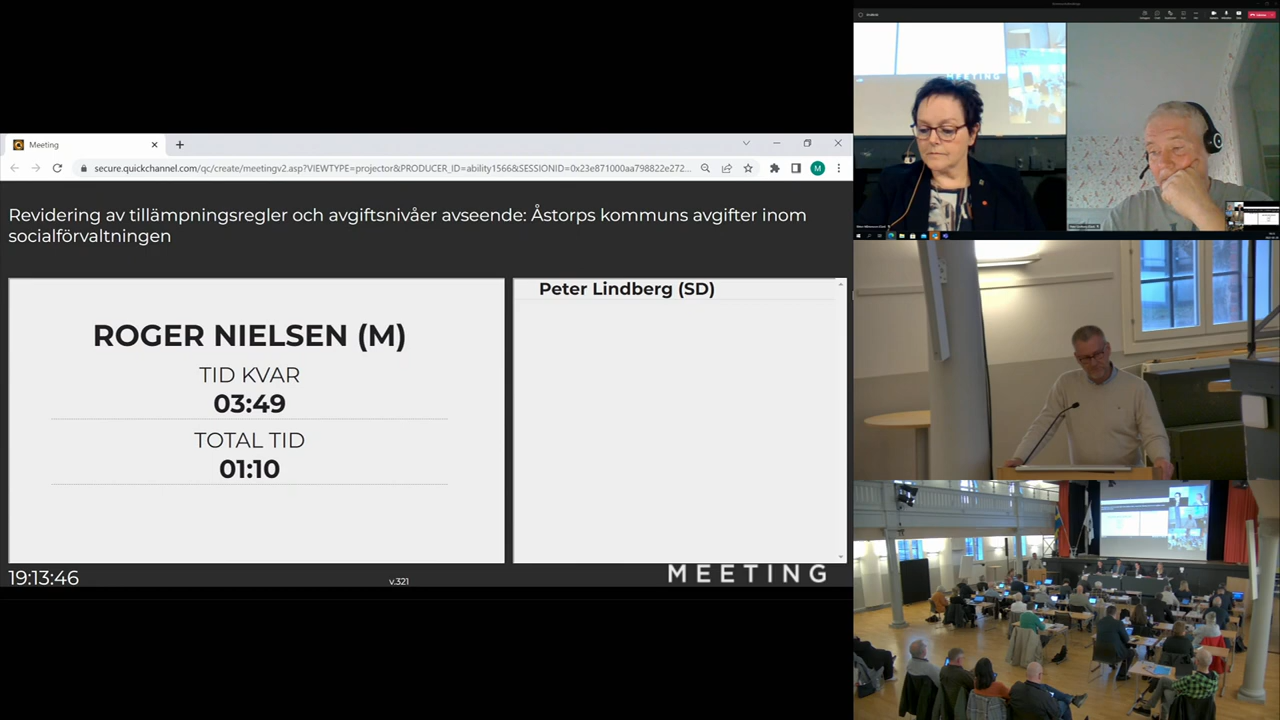 Meeting
secure.quickchannel.com/qc/create/meetingv2.asp?VIEWTYPE=projector&PRODUCER_ID=ability1566&SESSIONID=0x23e871000aa798822e272...
M
Revidering av tillämpningsregler och avgiftsnivåer avseende: Åstorps kommuns avgifter inom
socialförvaltningen
ROGER NIELSEN (M)
TID KVAR
03:49
TOTAL TID
01:10
Peter Lindberg (SD)
19:13:46
v.321
MEETING
MEETING